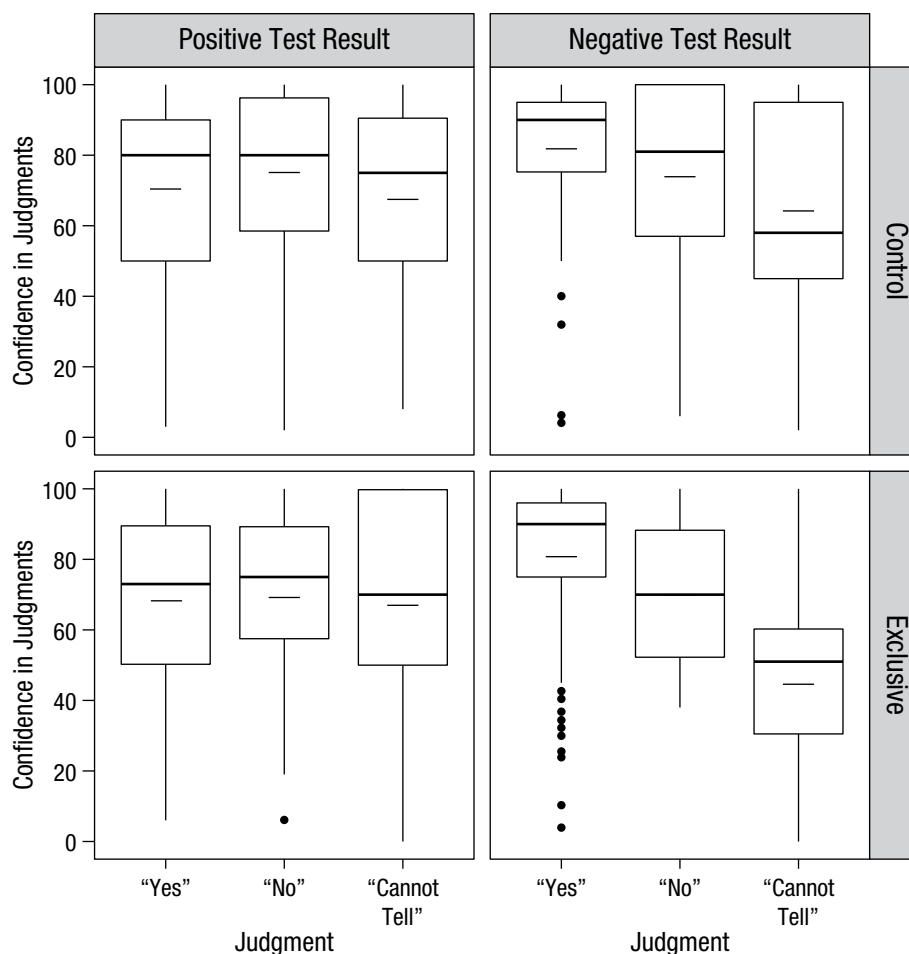 Positive Test Result
Negative Test Result
Confidence in Judgments
100
80
60
40
20
0
Control
Confidence in Judgments
100
80
60
40
20
0
Exclusive
“Yes”
“No”
“Cannot
Tell”
Judgment
“Yes”
“No”
“Cannot
Tell”
Judgment